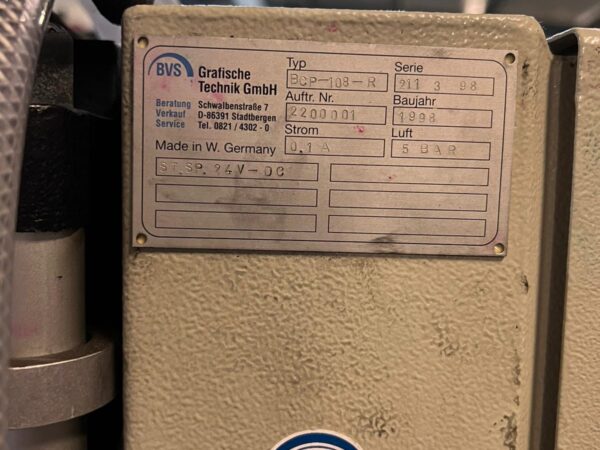 BVS Grafische Technik GmbH
Beratung Schwalbenstraße 7
Verkauf D-86391 Stadtbergen
Service Tel. 0821 / 4302 - 0
Made in W. Germany
Typ
BCP-108-R
Serie
911 3 98
Auftr. Nr.
2200001
Baujahr
1998
Strom
0.1 A
Luft
5 BAR
ST.SP. 24V-DC